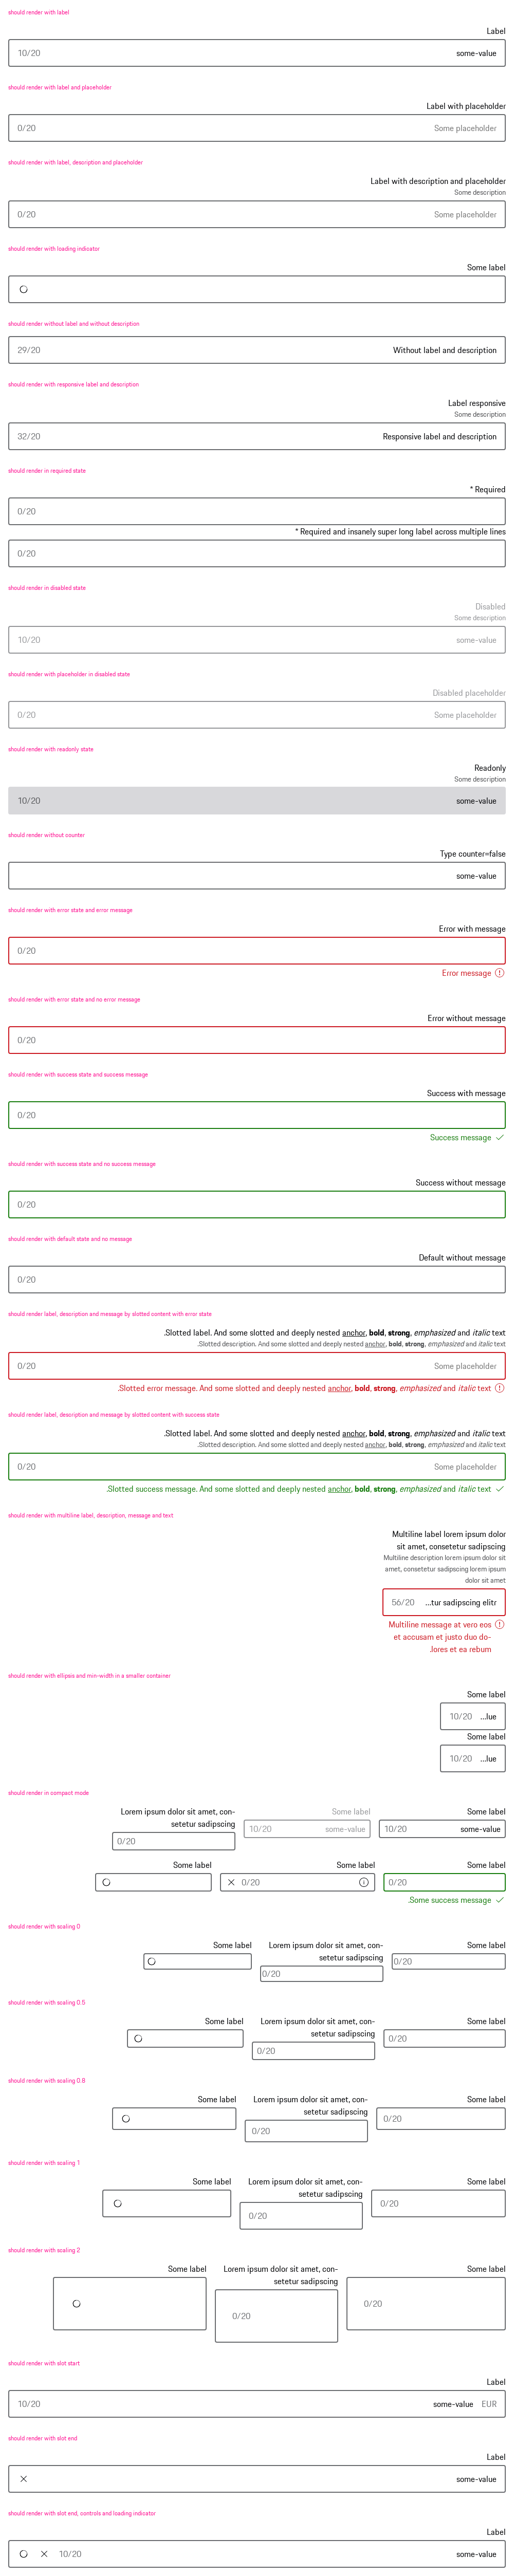 should render with label
Label
10/20 some-value
should render with label and placeholder
Label with placeholder
0/20 Some placeholder
should render with label, description and placeholder
Label with description and placeholder
Some description
0/20 Some placeholder
should render with loading indicator
Some label
should render without label and without description
29/20 Without label and description
should render with responsive label and description
Label responsive
Some description
32/20 Responsive label and description
should render in required state
* Required
0/20
* Required and insanely super long label across multiple lines
0/20
should render in disabled state
Disabled
Some description
10/20 some-value
should render with placeholder in disabled state
Disabled placeholder
0/20 Some placeholder
should render with readonly state
Readonly
Some description
10/20 some-value
should render without counter
Type counter=false
some-value
should render with error state and error message
Error with message
0/20
Error message
should render with error state and no error message
Error without message
0/20
should render with success state and success message
Success with message
0/20
Success message
should render with success state and no success message
Success without message
0/20
should render with default state and no message
Default without message
0/20
should render label, description and message by slotted content with error state
.Slotted label. And some slotted and deeply nested anchor, bold, strong, emphasized and italic text
.Slotted description. And some slotted and deeply nested anchor, bold, strong, emphasized and italic text
0/20 Some placeholder
.Slotted error message. And some slotted and deeply nested anchor, bold, strong, emphasized and italic text
should render label, description and message by slotted content with success state
.Slotted label. And some slotted and deeply nested anchor, bold, strong, emphasized and italic text
.Slotted description. And some slotted and deeply nested anchor, bold, strong, emphasized and italic text
0/20 Some placeholder
.Slotted success message. And some slotted and deeply nested anchor, bold, strong, emphasized and italic text
should render with multiline label, description, message and text
Multiline label lorem ipsum dolor
sit amet, consetetur sadipscing
Multiline description lorem ipsum dolor sit
amet, consetetur sadipscing lorem ipsum
dolor sit amet
56/20 ...tur sadipscing elitr
Multiline message at vero eos
et accusam et justo duo do-
.lores et ea rebum
should render with ellipsis and min-width in a smaller container
Some label
10/20 ...lue
Some label
10/20 ...lue
should render in compact mode
Lorem ipsum dolor sit amet, con- Some label Some label
setetur sadipscing 10/20 some-value 10/20 some-value
0/20
Some label Some label Some label
0/20 0/20
.Some success message
should render with scaling 0
Some label Lorem ipsum dolor sit amet, con- Some label
setetur sadipscing 0/20
0/20
should render with scaling 0.5
Some label Lorem ipsum dolor sit amet, con- Some label
setetur sadipscing 0/20
0/20
should render with scaling 0.8
Some label Lorem ipsum dolor sit amet, con- Some label
setetur sadipscing 0/20
0/20
should render with scaling 1
Some label Lorem ipsum dolor sit amet, con- Some label
setetur sadipscing 0/20
0/20
should render with scaling 2
Some label Lorem ipsum dolor sit amet, con- Some label
setetur sadipscing 0/20
0/20
should render with slot start
Label
10/20 some-value EUR
should render with slot end
Label
some-value
should render with slot end, controls and loading indicator
Label
10/20 some-value